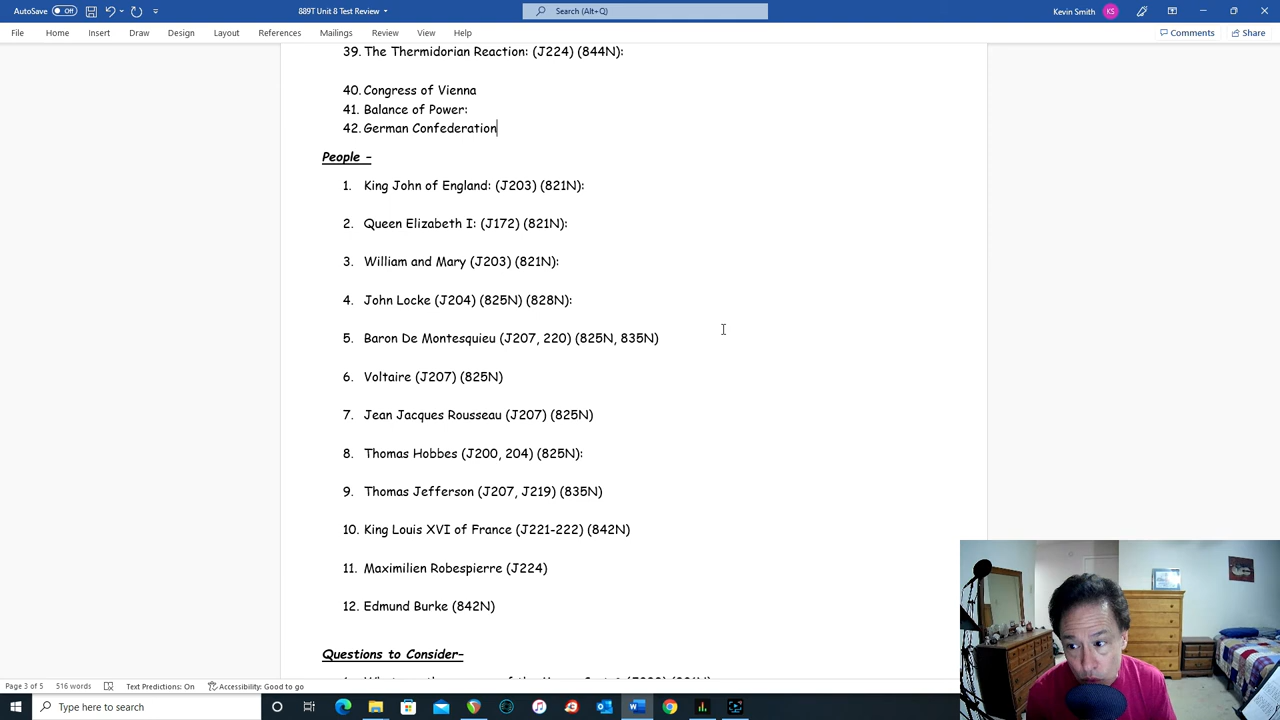 AutoSave Off
889T Unit Review
Search (Alt+Q)
Kevin Smith
KS
File Home Insert Draw Design Layout References Mailings Review View Help
Comments Share
39. The Thermidorian Reaction: (J224) (844N):
40. Congress of Vienna
41. Balance of Power:
42. German Confederation
People -
1. King John of England: (J203) (821N):
2. Queen Elizabeth I: (J172) (821N):
3. William and Mary (J203) (821N):
4. John Locke (J204) (825N) (828N):
5. Baron De Montesquieu (J207, 220) (825N, 835N)
6. Voltaire (J207) (825N)
7. Jean Jacques Rousseau (J207) (825N)
8. Thomas Hobbes (J200, 204) (825N):
9. Thomas Jefferson (J207, J219) (835N)
10. King Louis XVI of France (J221-222) (842N)
11. Maximilien Robespierre (J224)
12. Edmund Burke (842N)
Questions to Consider-
Page 3 of 5 516 words Text Predictions: On Accessibility: Good to go
Type here to search